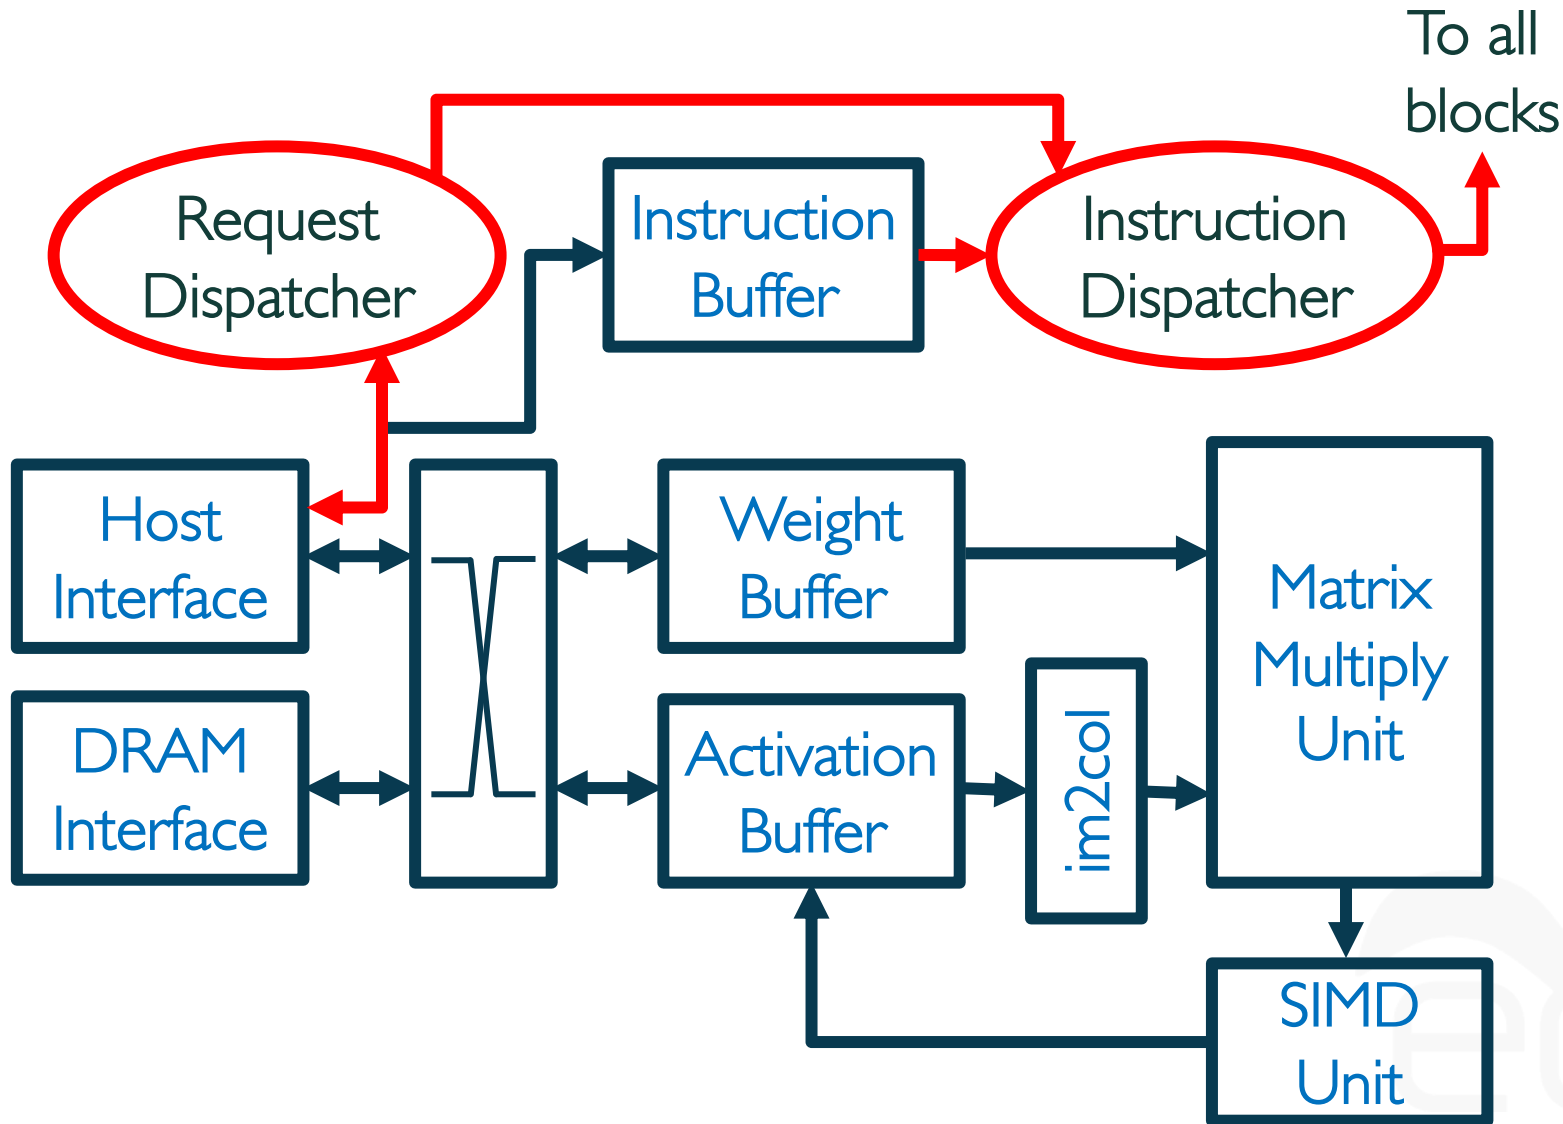 To all
blocks
Request
Dispatcher
Instruction
Buffer
Instruction
Dispatcher
Host
Interface
Weight
Buffer
Matrix
Multiply
Unit
DRAM
Interface
Activation
Buffer
im2col
SIMD
Unit